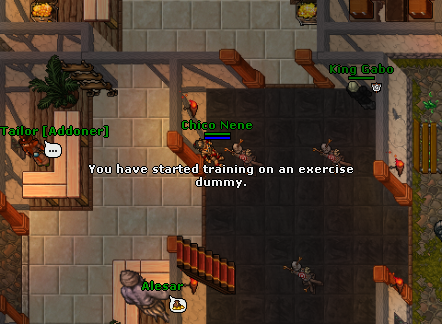 King Gabo
Chico Nene
Tailor [Addoner]
...
You have started training on an exercise
dummy.
Alesar